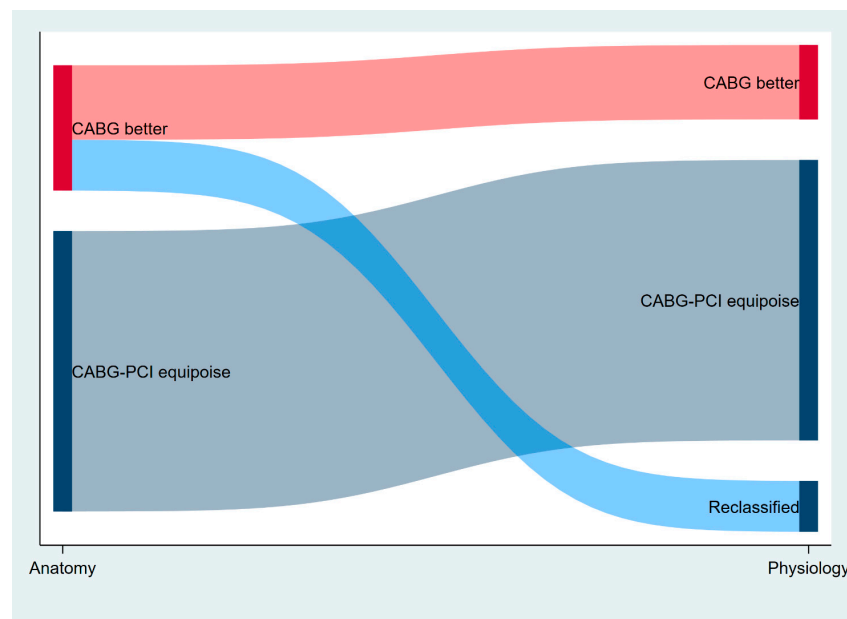 CABG better
CABG better
CABG-PCI equipoise
CABG-PCI equipoise
Reclassified
Anatomy
Physiology